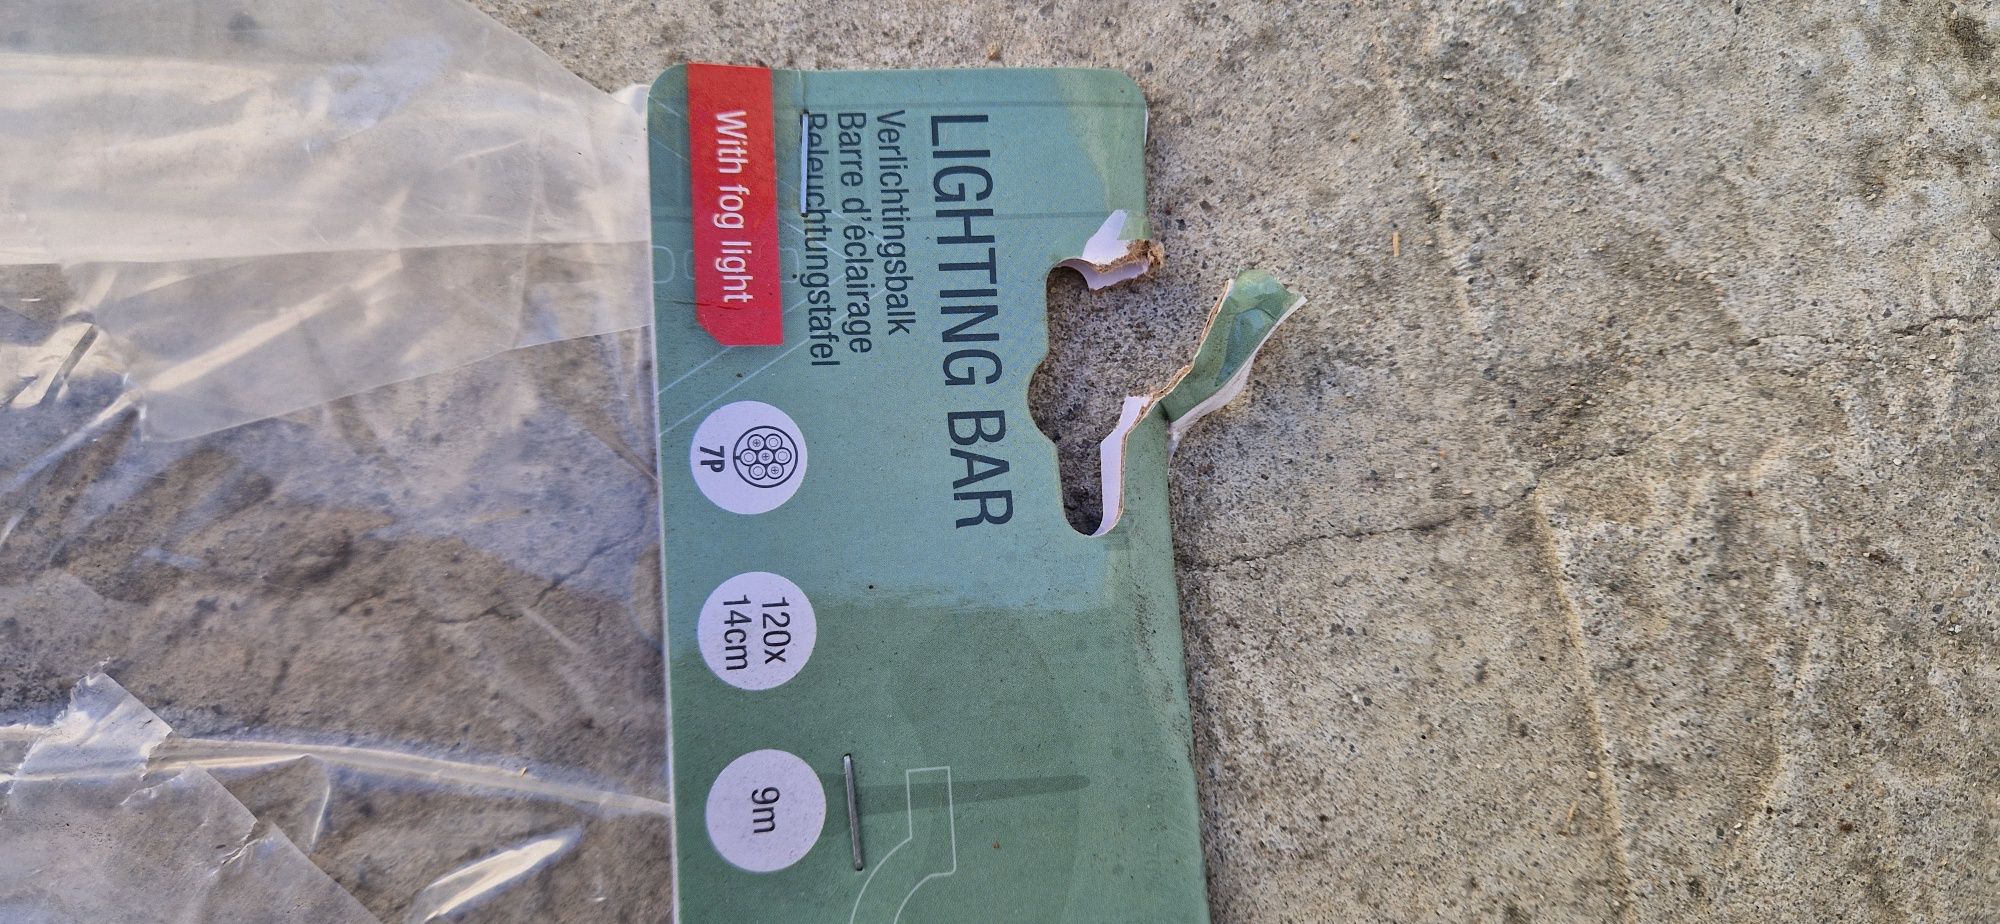 LIGHTING BAR
Verlichtingsbalk
Barre d'éclairage
Beleuchtungstafel
With fog light
7P
120x
14cm
9m